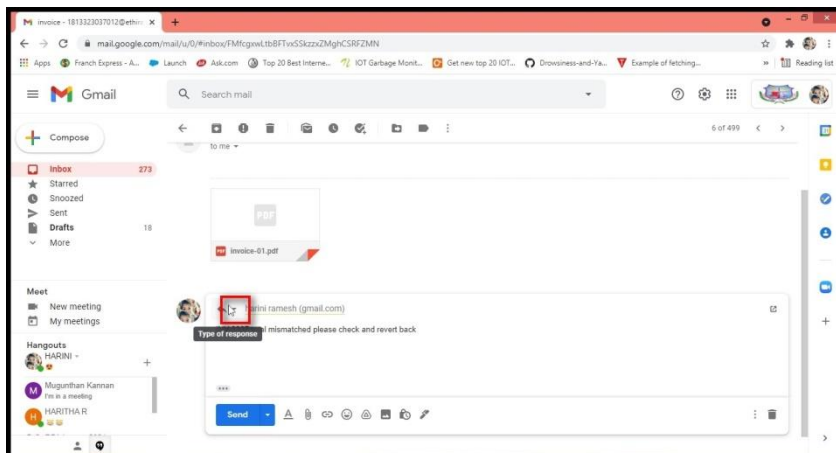 invoice - 1813323037012@ethira
mail.google.com/mail/u/0/#inbox/FMfcgxwLtbBFTvxSSkzzxZMghCSRFZMN
Apps Franch Express - A... Launch Ask.com Top 20 Best Interne... IOT Garbage Monit... Get new top 20 IOT... Drowsiness-and-Ya... Example of fetching... » Reading list
Gmail Search mail
Compose 6 of 499
to me
Inbox 273
Starred
Snoozed
Sent
Drafts 18
More
PDF
PDF invoice-01.pdf
Meet
New meeting
My meetings
harini ramesh (gmail.com)
Type of response mismatched please check and revert back
Hangouts
HARINI
M Mugunthan Kannan
I'm in a meeting
H HARITHA R
Send